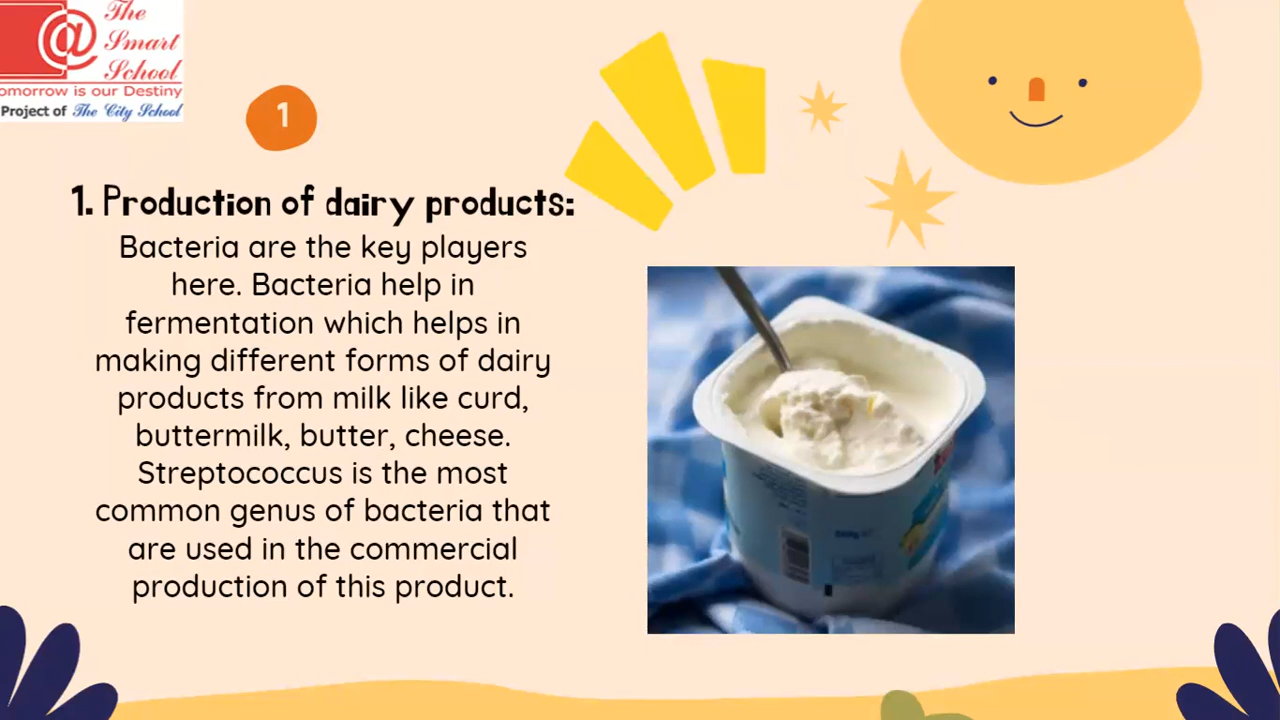 The
Smart
School
omorrow is our Destiny
Project of The City School
1
1. Production of dairy products:
Bacteria are the key players
here. Bacteria help in
fermentation which helps in
making different forms of dairy
products from milk like curd,
buttermilk, butter, cheese.
Streptococcus is the most
common genus of bacteria that
are used in the commercial
production of this product.